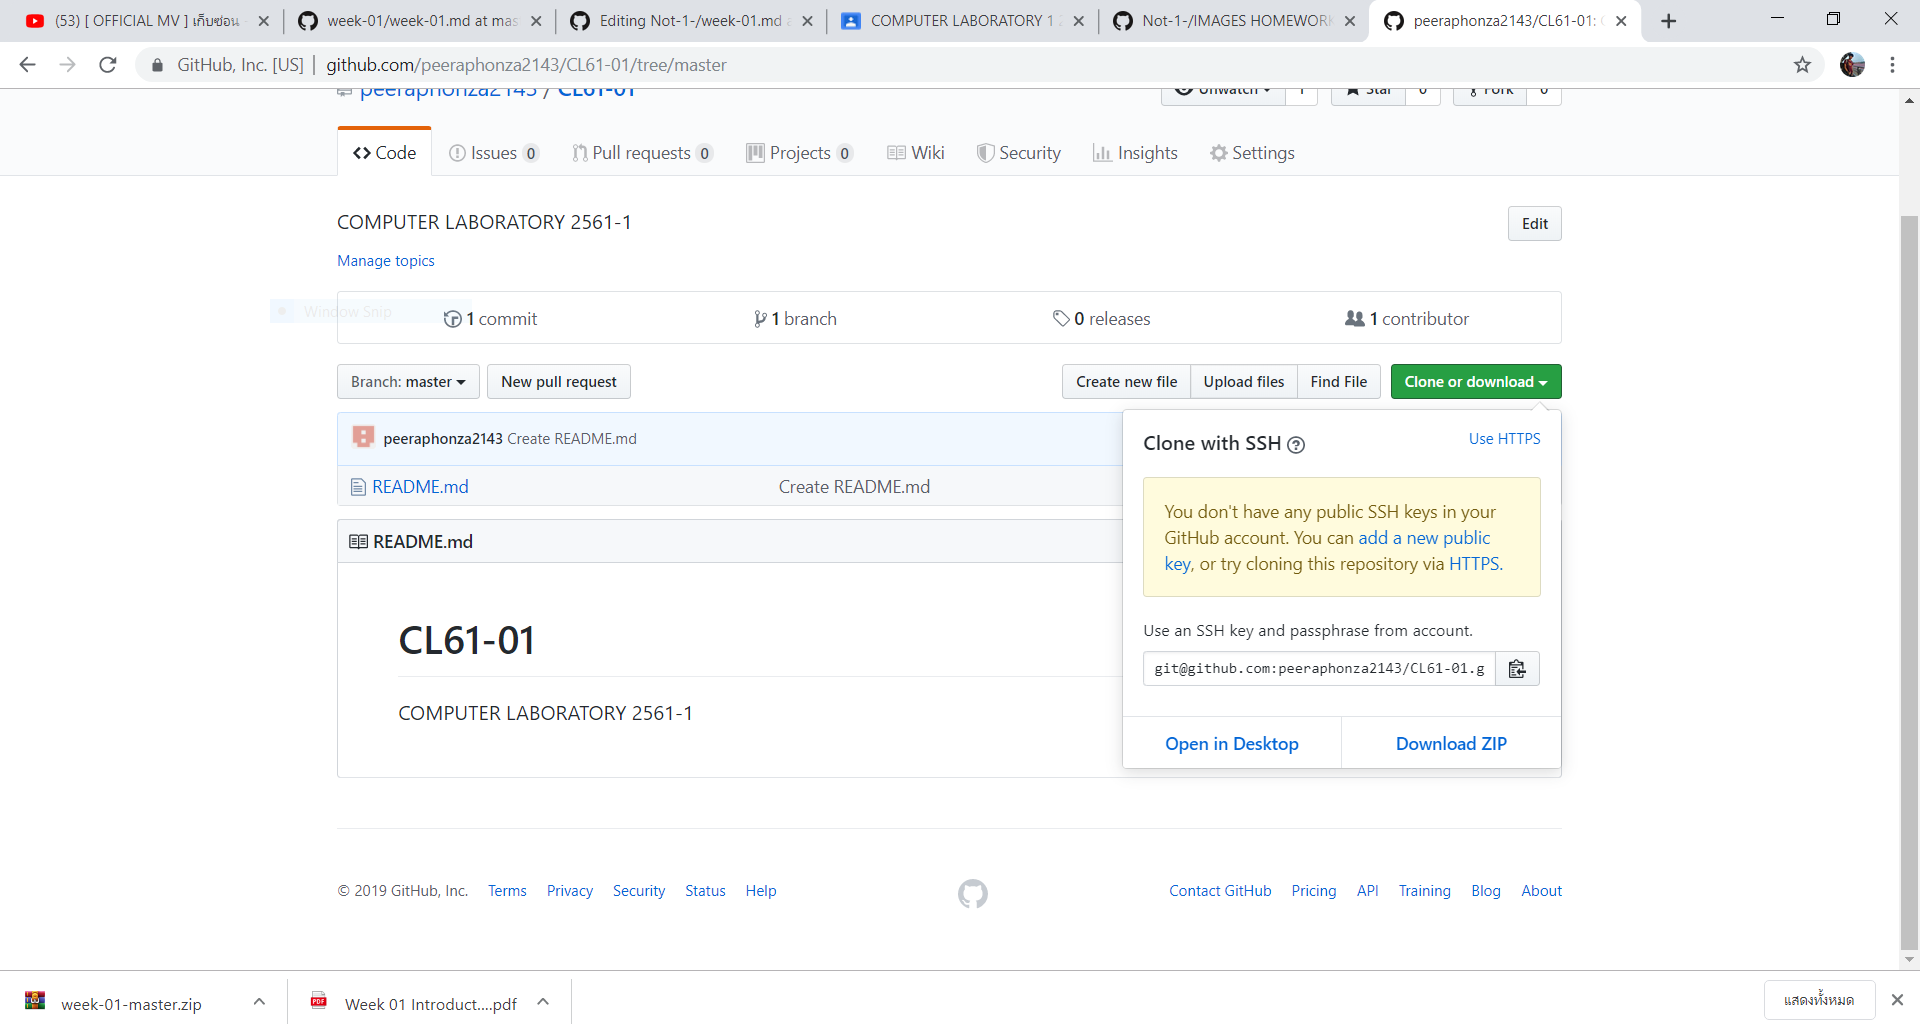 (53) [ OFFICIAL MV ] เก็บซ่อน -
week-01/week-01.md at mas
Editing Not-1-/week-01.md a
COMPUTER LABORATORY 1 2
Not-1-/IMAGES HOMEWORK
peeraphonza2143/CL61-01: C
GitHub, Inc. [US] | github.com/peeraphonza2143/CL61-01/tree/master
peeraphonza2143 / CL61-01
Unwatch 1 Star 0 Fork 0
Code Issues 0 Pull requests 0 Projects 0 Wiki Security Insights Settings
COMPUTER LABORATORY 2561-1
Edit
Manage topics
Window Snip
1 commit 1 branch 0 releases 1 contributor
Branch: master New pull request Create new file Upload files Find File Clone or download
peeraphonza2143 Create README.md
README.md Create README.md
README.md
CL61-01
COMPUTER LABORATORY 2561-1
Clone with SSH Use HTTPS
You don't have any public SSH keys in your
GitHub account. You can add a new public
key, or try cloning this repository via HTTPS.
Use an SSH key and passphrase from account.
git@github.com:peeraphonza2143/CL61-01.g
Open in Desktop Download ZIP
© 2019 GitHub, Inc. Terms Privacy Security Status Help Contact GitHub Pricing API Training Blog About
week-01-master.zip
PDF
Week 01 Introduct....pdf
แสดงทั้งหมด